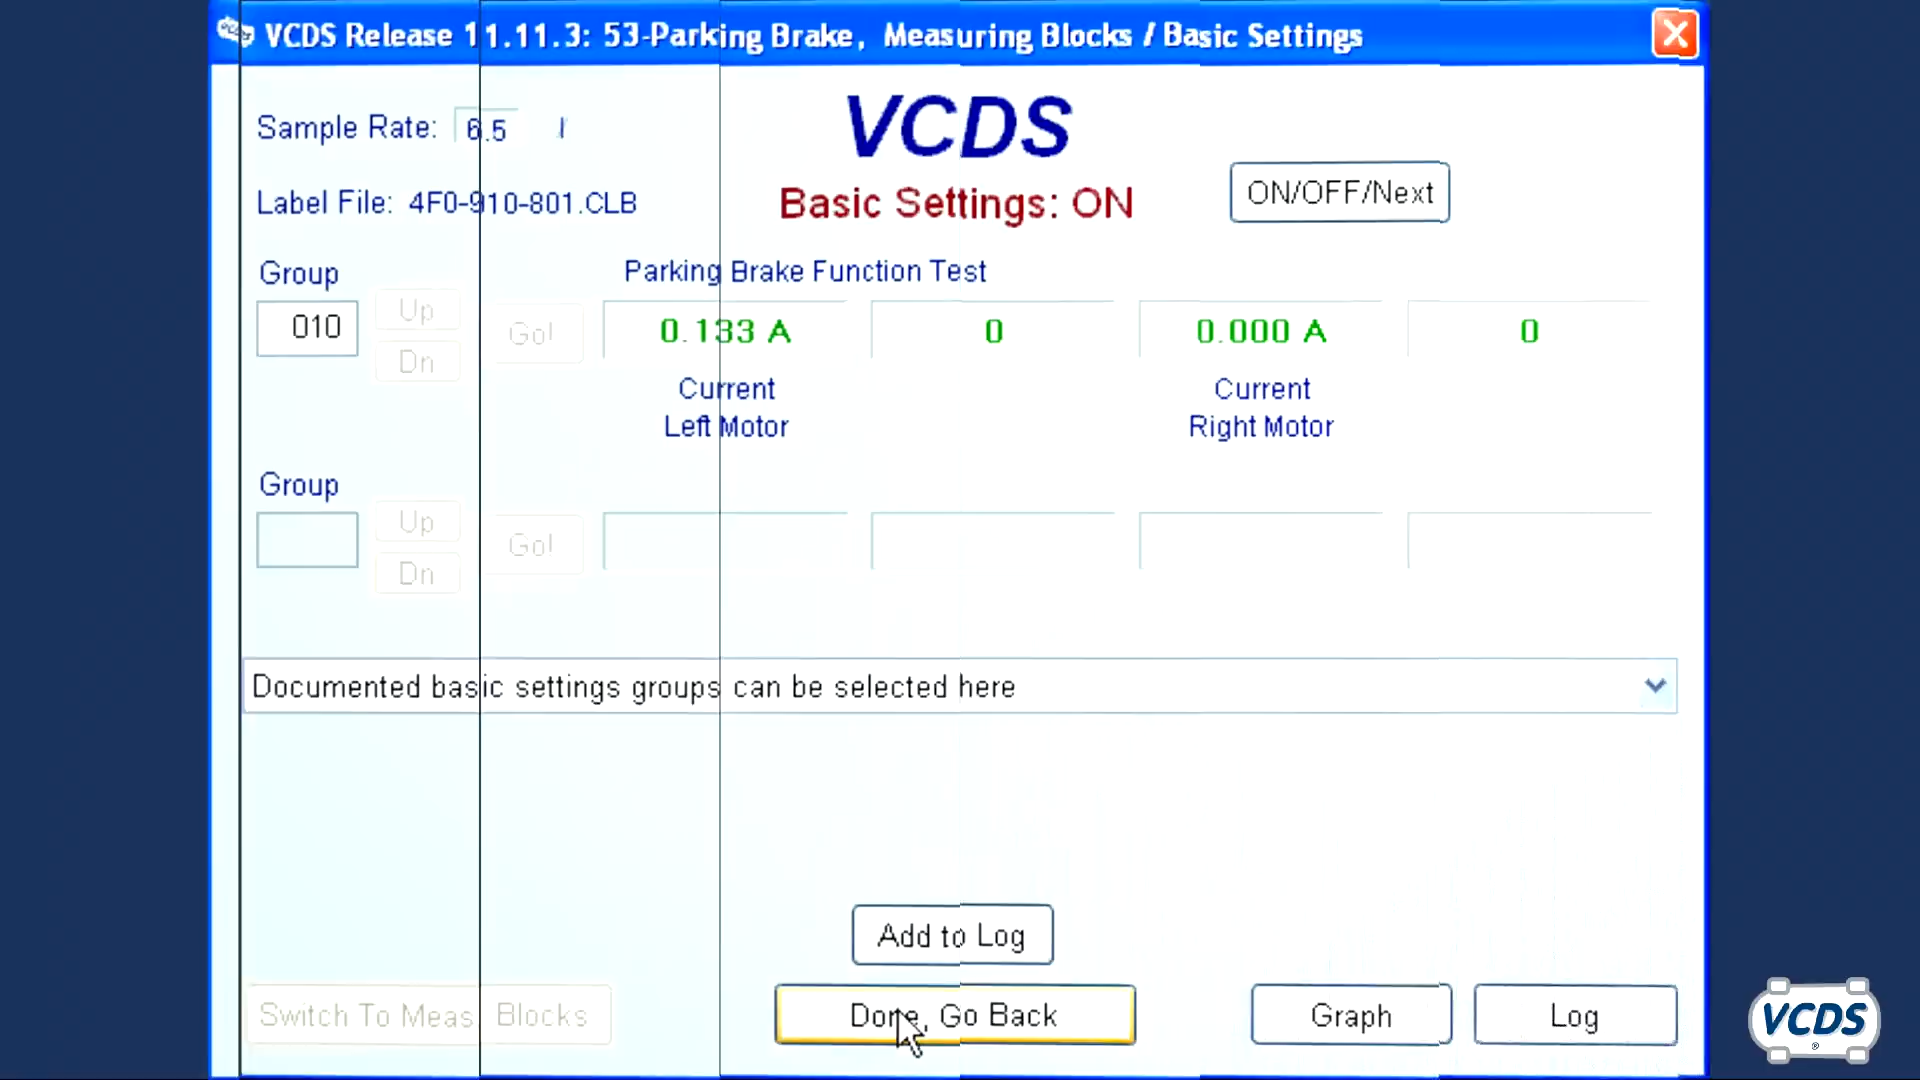 VCDS Release 11.11.3: 53-Parking Brake, Measuring Blocks / Basic Settings
Sample Rate: 6.5
VCDS
Label File: 4F0-910-801.CLB
Basic Settings: ON
ON/OFF/Next
Group
Parking Brake Function Test
010
Up
Dn
Go!
0.133 A
0
0.000 A
0
Current
Left Motor
Current
Right Motor
Group
Up
Dn
Go!
Documented basic settings groups can be selected here
Add to Log
Switch To Meas. Blocks
Done, Go Back
Graph
Log
VCDS
®